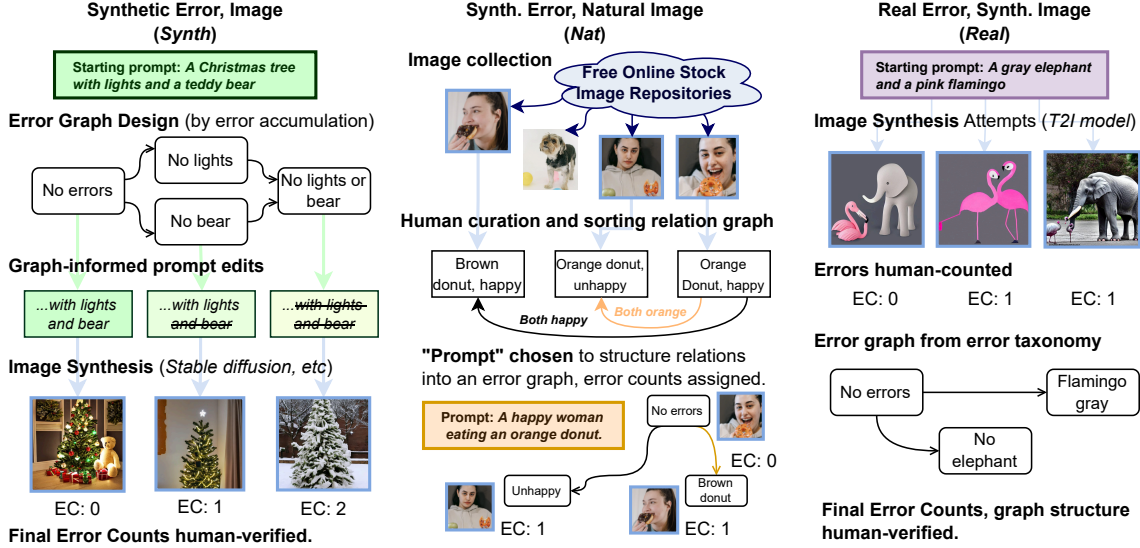 Synthetic Error, Image
(Synth)
Starting prompt: A Christmas tree
with lights and a teddy bear
Error Graph Design (by error accumulation)
No errors
No lights
No bear
No lights or
bear
Graph-informed prompt edits
...with lights
and bear
...with lights
and bear
...with lights
and bear
Image Synthesis (Stable diffusion, etc)
EC: 0
EC: 1
EC: 2
Final Error Counts human-verified.
Synth. Error, Natural Image
(Nat)
Image collection
Free Online Stock
Image Repositories
Human curation and sorting relation graph
Brown
donut, happy
Orange donut,
unhappy
Orange
Donut, happy
Both happy
Both orange
"Prompt" chosen to structure relations
into an error graph, error counts assigned.
Prompt: A happy woman
eating an orange donut.
No errors
EC: 0
Unhappy
EC: 1
Brown
donut
EC: 1
Real Error, Synth. Image
(Real)
Starting prompt: A gray elephant
and a pink flamingo
Image Synthesis Attempts (T2I model)
Errors human-counted
EC: 0
EC: 1
EC: 1
Error graph from error taxonomy
No errors
Flamingo
gray
No
elephant
Final Error Counts, graph structure
human-verified.